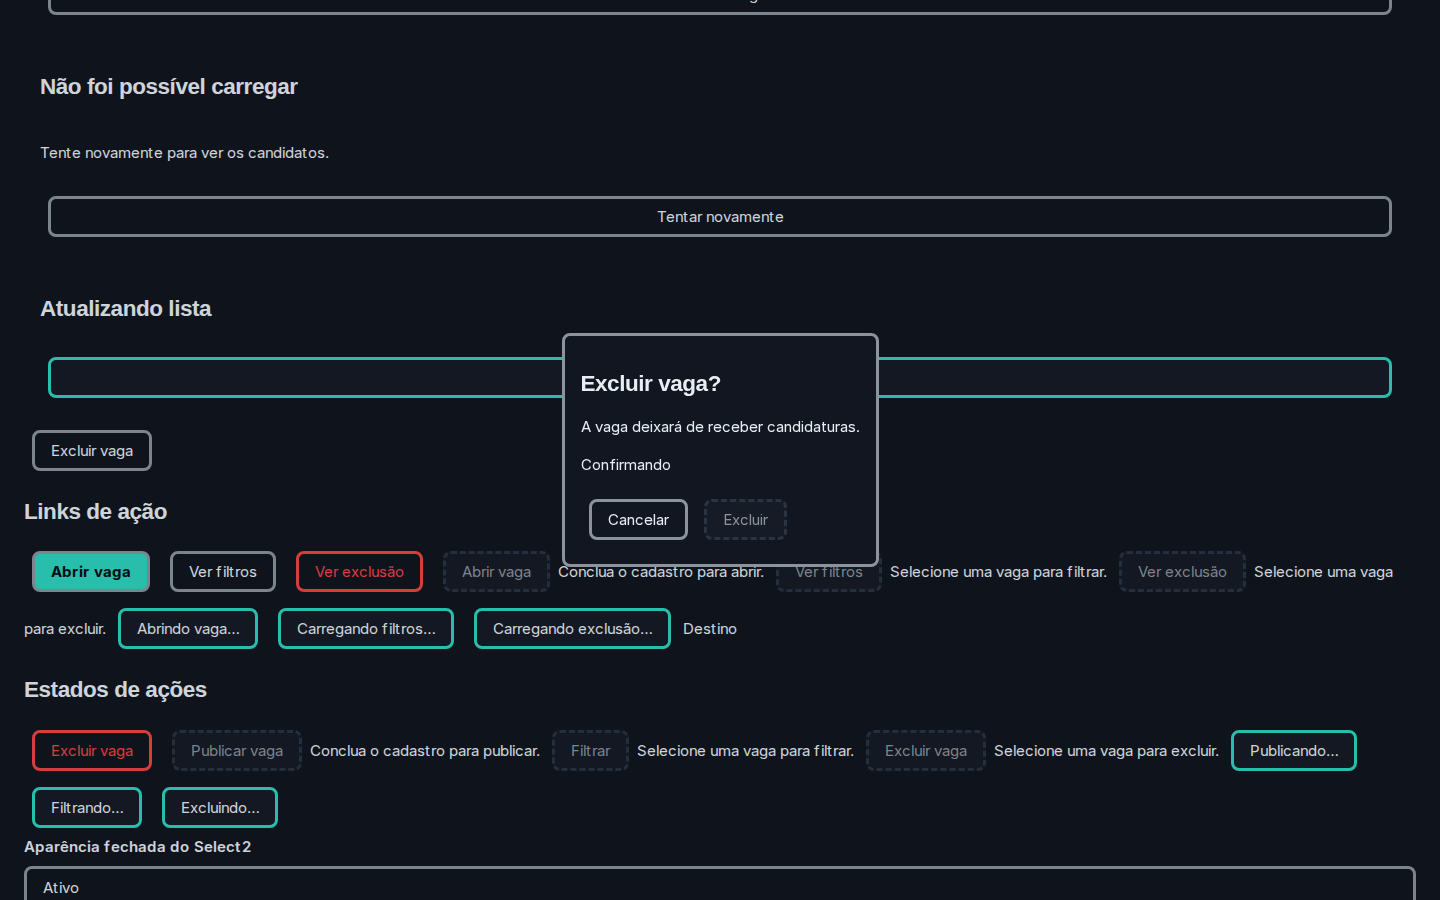 Não foi possível carregar
Tente novamente para ver os candidatos.
Tentar novamente
Atualizando lista
Excluir vaga?
A vaga deixará de receber candidaturas.
Confirmando
Cancelar Excluir
Excluir vaga
Links de ação
Abrir vaga Ver filtros Ver exclusão Abrir vaga Conclua o cadastro para abrir. Ver filtros Selecione uma vaga para filtrar. Ver exclusão Selecione uma vaga
para excluir. Abrindo vaga... Carregando filtros... Carregando exclusão... Destino
Estados de ações
Excluir vaga Publicar vaga Conclua o cadastro para publicar. Filtrar Selecione uma vaga para filtrar. Excluir vaga Selecione uma vaga para excluir. Publicando...
Filtrando... Excluindo...
Aparência fechada do Select2
Ativo